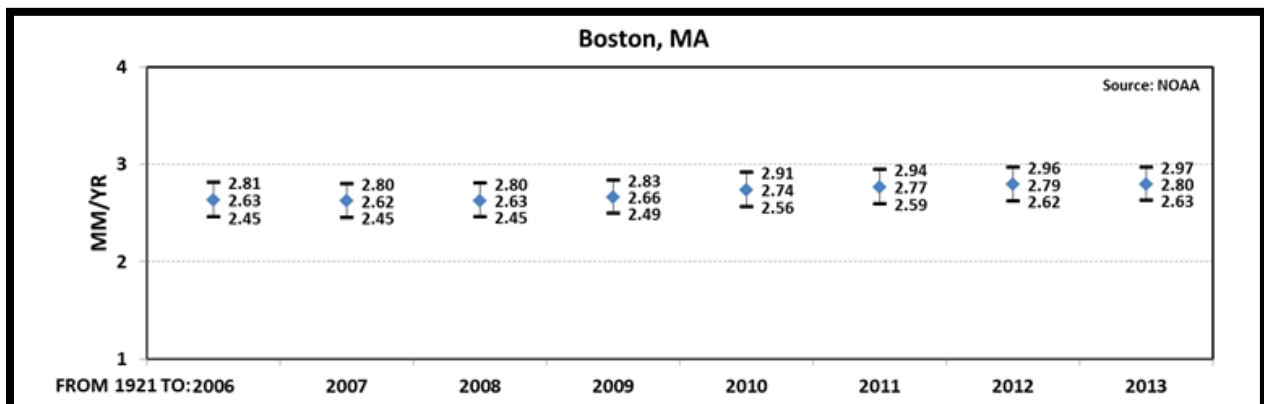 Boston, MA
4
Source: NOAA
3
2.81 2.80 2.80 2.83 2.91 2.94 2.96 2.97
2.63 2.62 2.63 2.66 2.74 2.77 2.79 2.80
2.45 2.45 2.45 2.49 2.56 2.59 2.62 2.63
MM/YR
2
1
FROM 1921 TO: 2006 2007 2008 2009 2010 2011 2012 2013